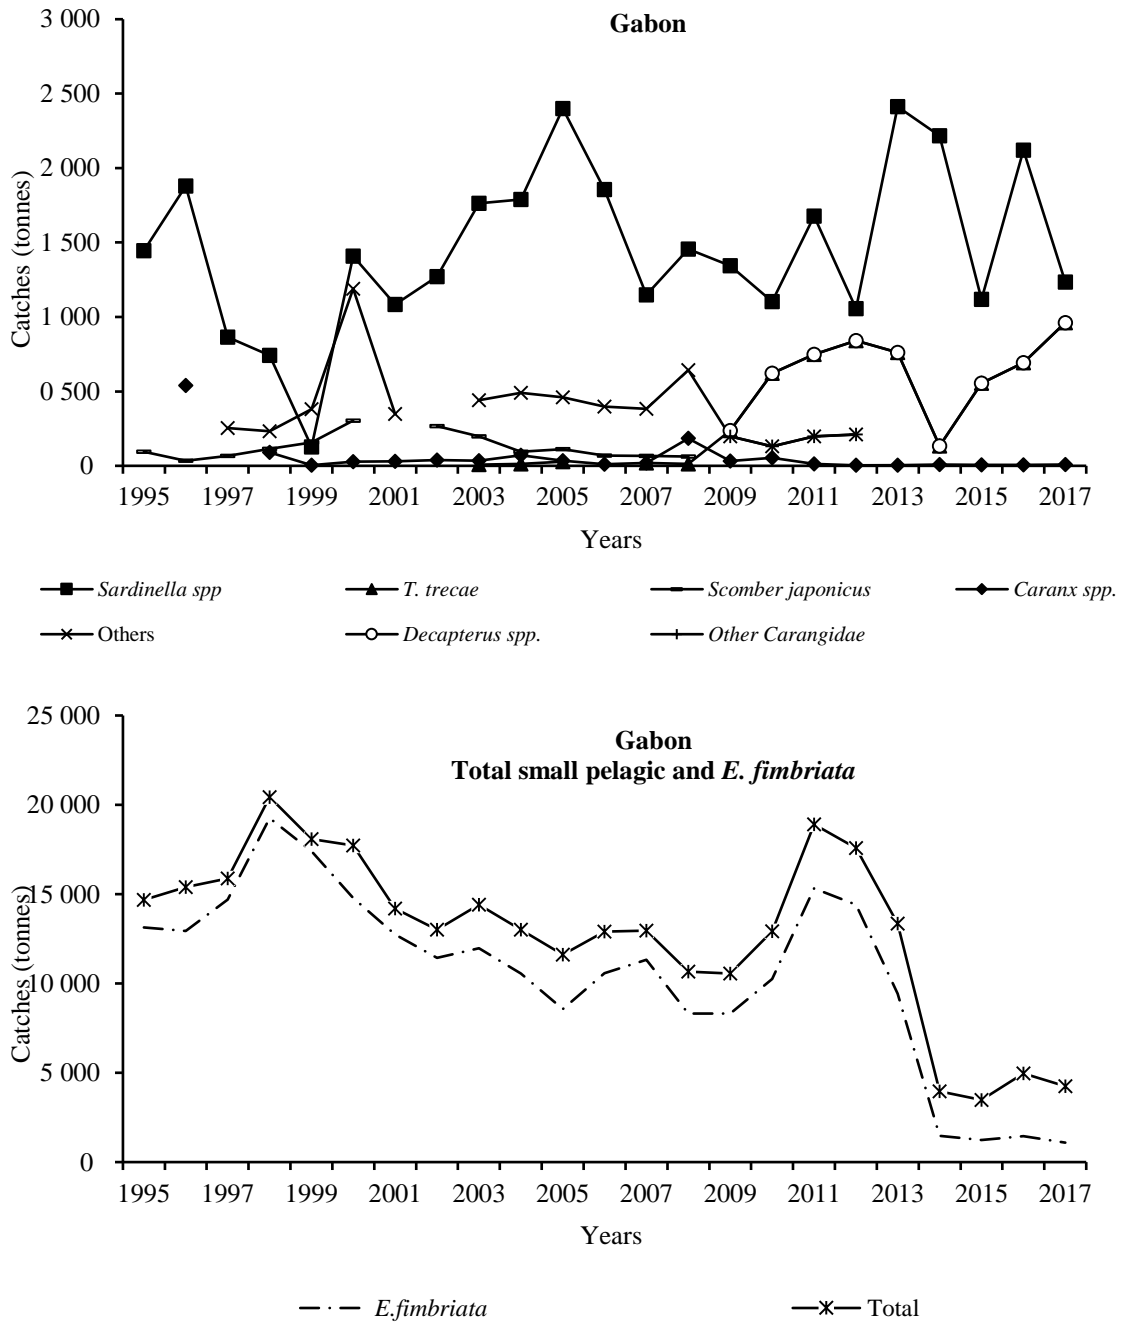 Gabon
3 000
2 500
2 000
1 500
1 000
0 500
0
Catches (tonnes)
1995 1997 1999 2001 2003 2005 2007 2009 2011 2013 2015 2017
Years
Sardinella spp T. trecae Scomber japonicus Caranx spp.
Others Decapterus spp. Other Carangidae
Gabon
Total small pelagic and E. fimbriata
25 000
20 000
15 000
10 000
5 000
0
Catches (tonnes)
1995 1997 1999 2001 2003 2005 2007 2009 2011 2013 2015 2017
Years
E.fimbriata Total